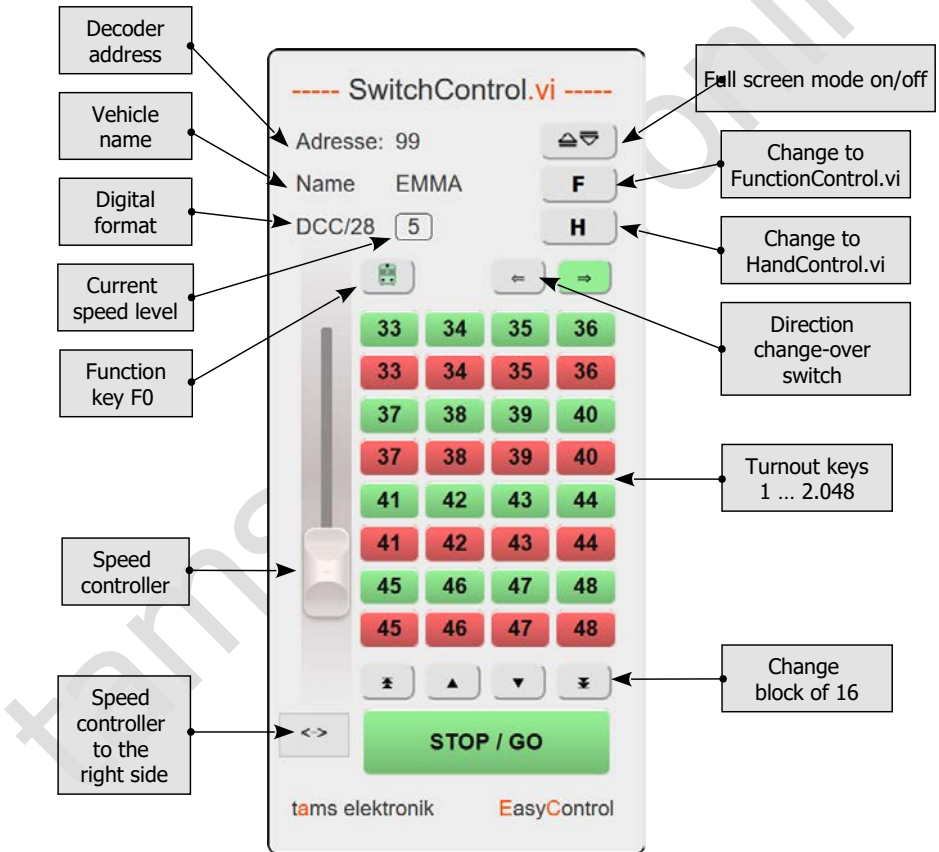 Decoder
address
Vehicle
name
Digital
format
Current
speed level
Function
key F0
Speed
controller
Speed
controller
to the
right side
----- SwitchControl.vi -----
Adresse: 99
Name EMMA
F
DCC/28 5
H
⇐ ⇒
33 34 35 36
33 34 35 36
37 38 39 40
37 38 39 40
41 42 43 44
41 42 43 44
45 46 47 48
45 46 47 48
<->
STOP / GO
tams elektronik EasyControl
Full screen mode on/off
Change to
FunctionControl.vi
Change to
HandControl.vi
Direction
change-over
switch
Turnout keys
1 ... 2.048
Change
block of 16
tams
onli